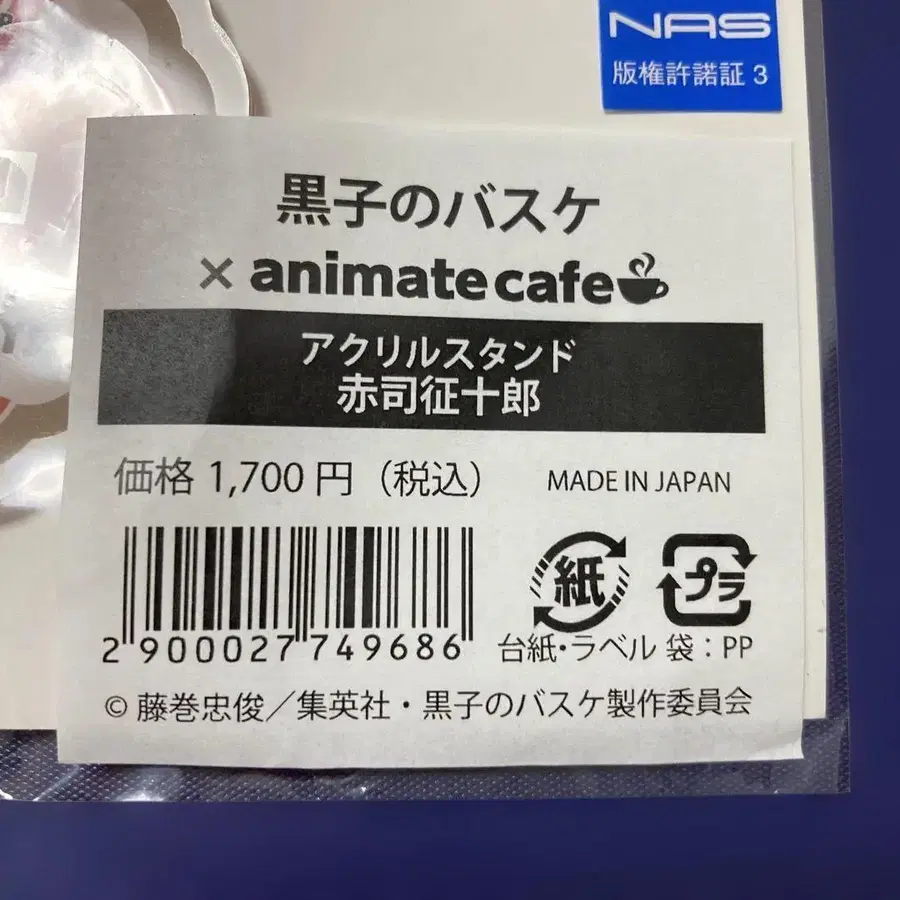 NAS
版権許諾証 3
黒子のバスケ
× animate cafe
アクリルスタンド
赤司征十郎
価格 1,700 円（税込）
MADE IN JAPAN
紙
プラ
2 900027 749686
台紙・ラベル 袋：PP
© 藤巻忠俊／集英社・黒子のバスケ製作委員会